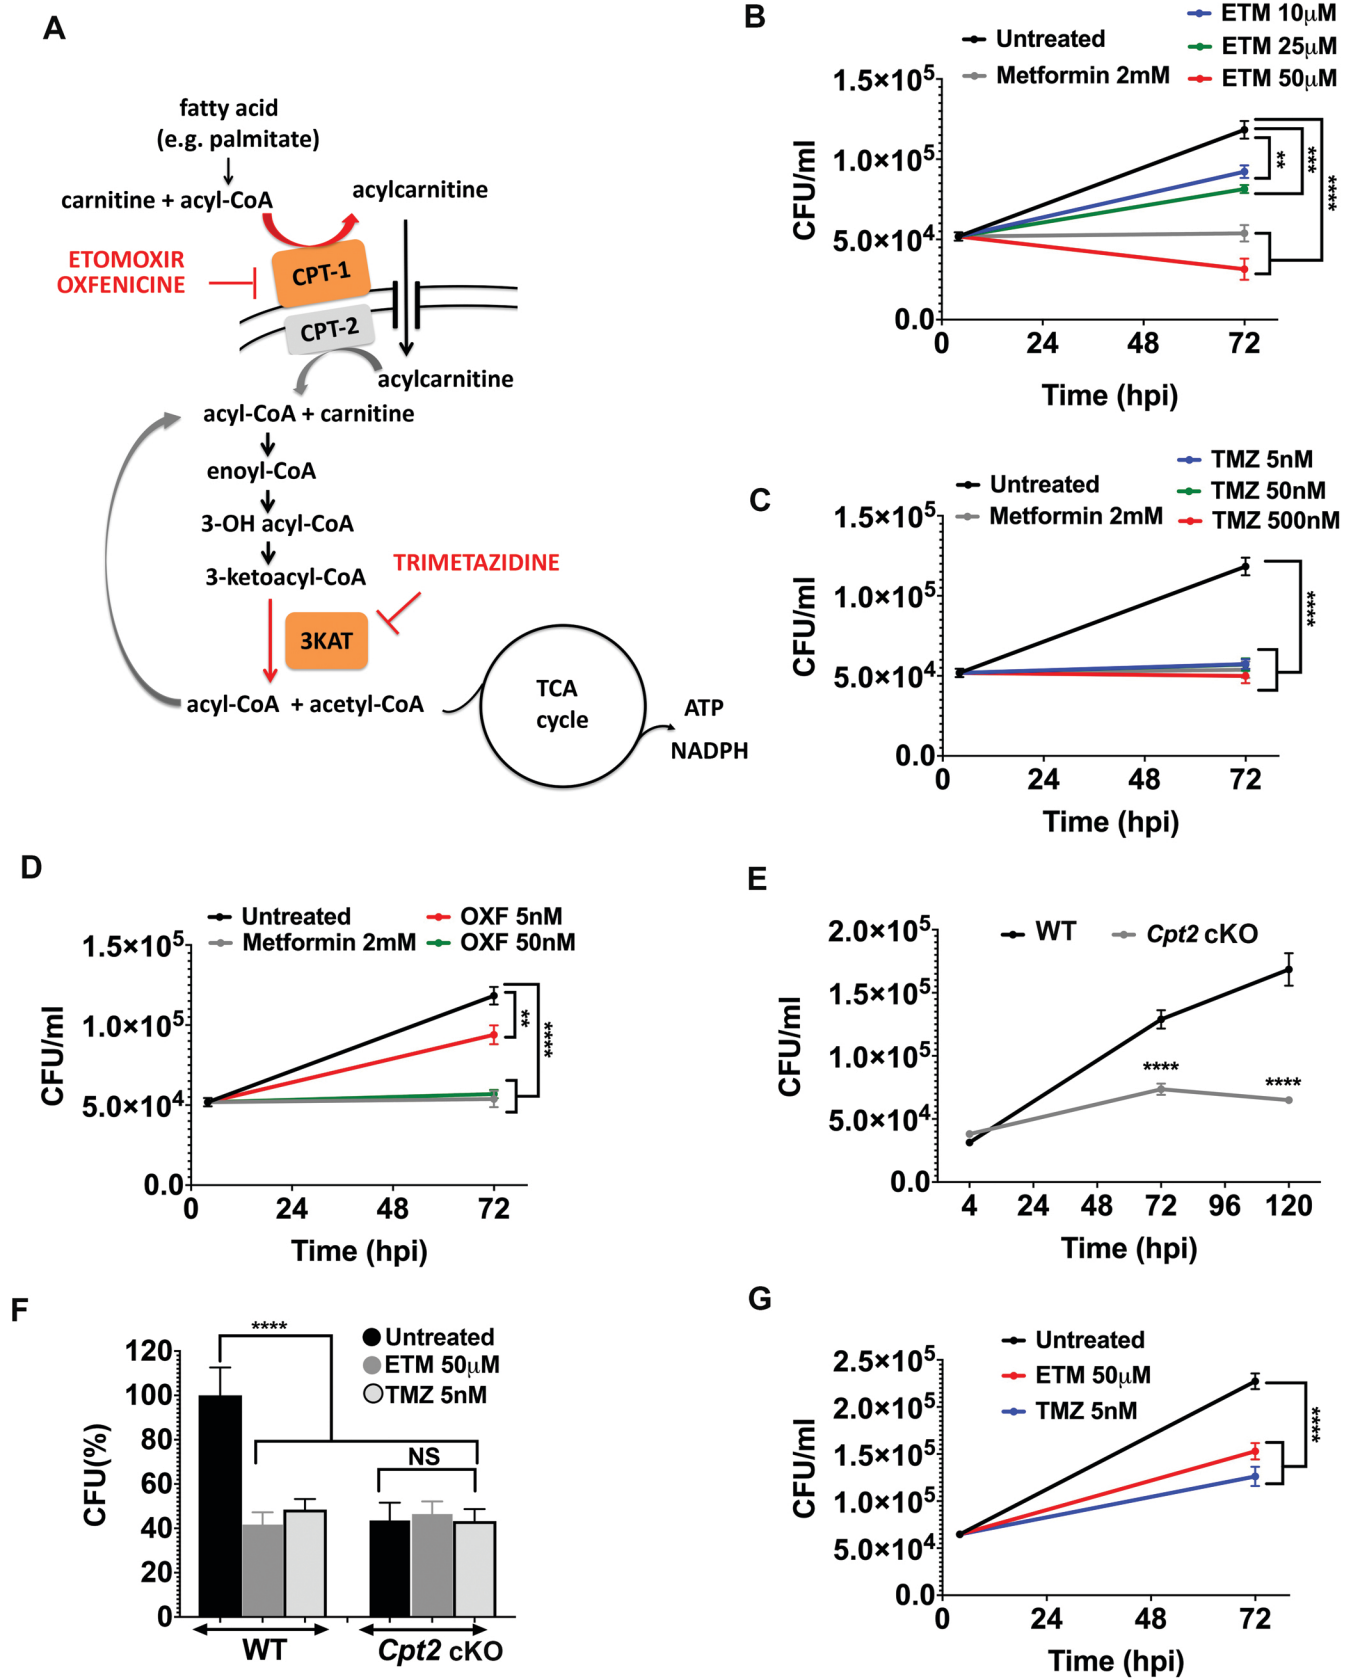 A
fatty acid
(e.g. palmitate)
carnitine + acyl-CoA
acylcarnitine
ETOMOXIR
OXFENICINE
CPT-1
CPT-2
acylcarnitine
acyl-CoA + carnitine
enoyl-CoA
3-OH acyl-CoA
3-ketoacyl-CoA
TRIMETAZIDINE
3KAT
acyl-CoA + acetyl-CoA
TCA
cycle
ATP
NADPH
B
Untreated
Metformin 2mM
ETM 10μM
ETM 25μM
ETM 50μM
CFU/ml
1.5×10⁵
1.0×10⁵
5.0×10⁴
0.0
**
***
****
0 24 48 72
Time (hpi)
C
Untreated
Metformin 2mM
TMZ 5nM
TMZ 50nM
TMZ 500nM
CFU/ml
1.5×10⁵
1.0×10⁵
5.0×10⁴
0.0
****
0 24 48 72
Time (hpi)
D
Untreated
Metformin 2mM
OXF 5nM
OXF 50nM
CFU/ml
1.5×10⁵
1.0×10⁵
5.0×10⁴
0.0
**
****
0 24 48 72
Time (hpi)
E
WT
Cpt2 cKO
CFU/ml
2.0×10⁵
1.5×10⁵
1.0×10⁵
5.0×10⁴
0.0
****
****
4 24 48 72 96 120
Time (hpi)
F
Untreated
ETM 50μM
TMZ 5nM
CFU(%)
120
100
80
60
40
20
0
****
NS
WT
Cpt2 cKO
G
Untreated
ETM 50μM
TMZ 5nM
CFU/ml
2.5×10⁵
2.0×10⁵
1.5×10⁵
1.0×10⁵
5.0×10⁴
0.0
****
0 24 48 72
Time (hpi)